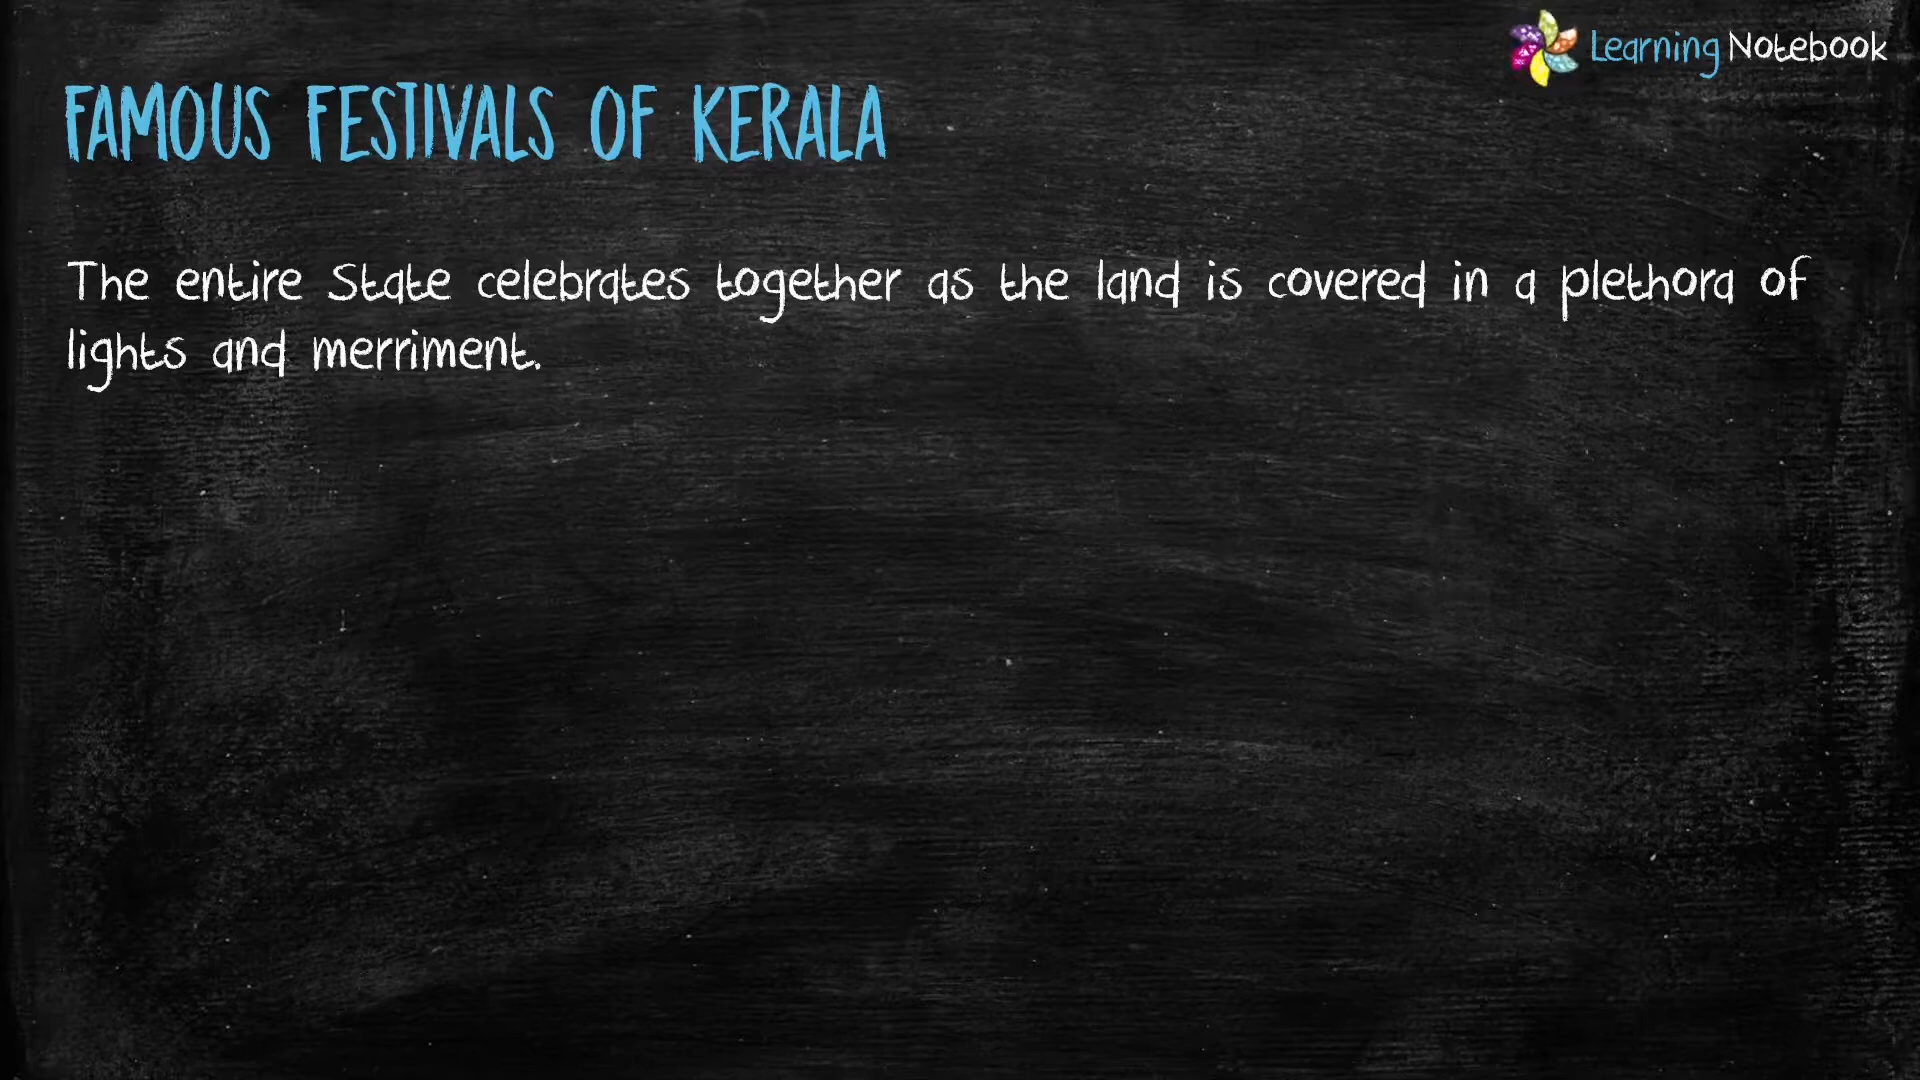 Learning Notebook
FAMOUS FESTIVALS OF KERALA
The entire State celebrates together as the land is covered in a plethora of
lights and merriment.